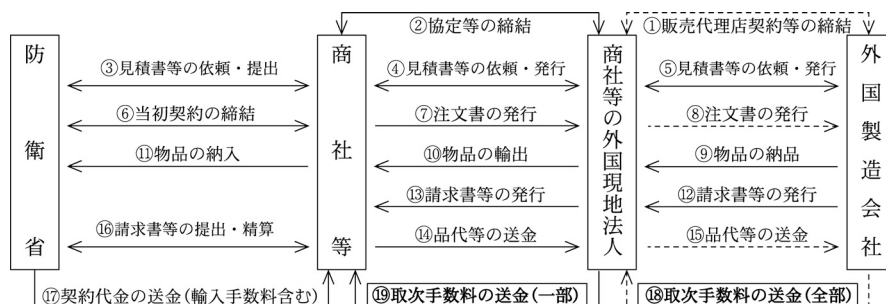 ②協定等の締結
①販売代理店契約等の締結
防衛省
商社等
商社等の外国現地法人
外国製造会社
③見積書等の依頼・提出
④見積書等の依頼・発行
⑤見積書等の依頼・発行
⑥当初契約の締結
⑦注文書の発行
⑧注文書の発行
⑪物品の納入
⑩物品の輸出
⑨物品の納品
⑬請求書等の発行
⑫請求書等の発行
⑯請求書等の提出・精算
⑭品代等の送金
⑮品代等の送金
⑰契約代金の送金(輸入手数料含む)
⑲取次手数料の送金(一部)
⑱取次手数料の送金(全部)